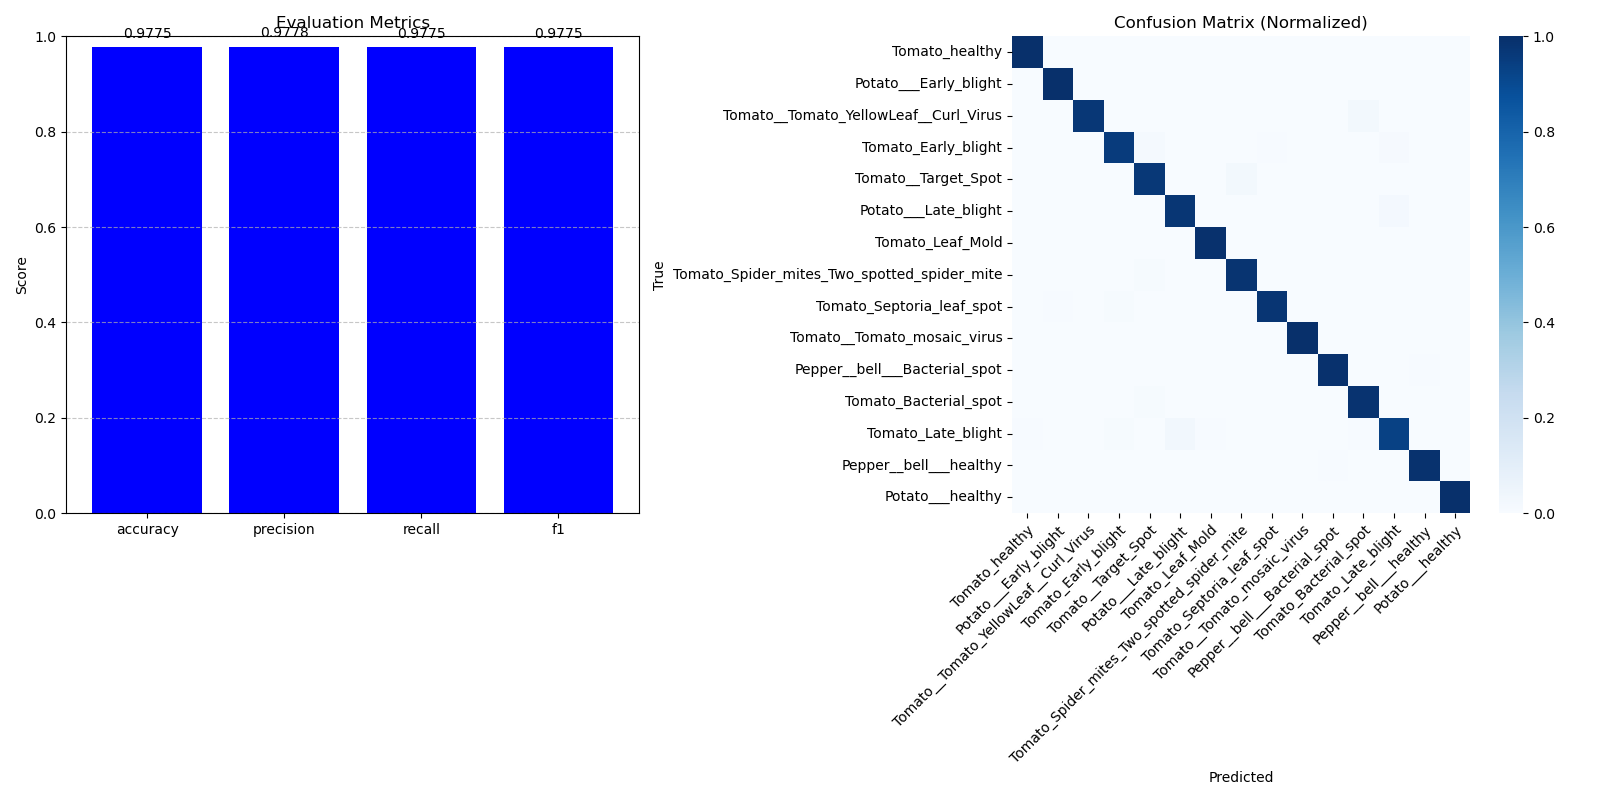 Evaluation Metrics
0.9775
0.9778
0.9775
0.9775
1.0
0.8
0.6
0.4
0.2
0.0
Score
accuracy
precision
recall
f1
Confusion Matrix (Normalized)
True
Tomato_healthy
Potato___Early_blight
Tomato__Tomato_YellowLeaf__Curl_Virus
Tomato_Early_blight
Tomato__Target_Spot
Potato___Late_blight
Tomato_Leaf_Mold
Tomato_Spider_mites_Two_spotted_spider_mite
Tomato_Septoria_leaf_spot
Tomato__Tomato_mosaic_virus
Pepper__bell___Bacterial_spot
Tomato_Bacterial_spot
Tomato_Late_blight
Pepper__bell___healthy
Potato___healthy
Tomato_healthy
Potato___Early_blight
Tomato__Tomato_YellowLeaf__Curl_Virus
Tomato_Early_blight
Tomato__Target_Spot
Potato___Late_blight
Tomato_Leaf_Mold
Tomato_Spider_mites_Two_spotted_spider_mite
Tomato_Septoria_leaf_spot
Tomato__Tomato_mosaic_virus
Pepper__bell___Bacterial_spot
Tomato_Bacterial_spot
Tomato_Late_blight
Pepper__bell___healthy
Potato___healthy
Predicted
1.0
0.8
0.6
0.4
0.2
0.0